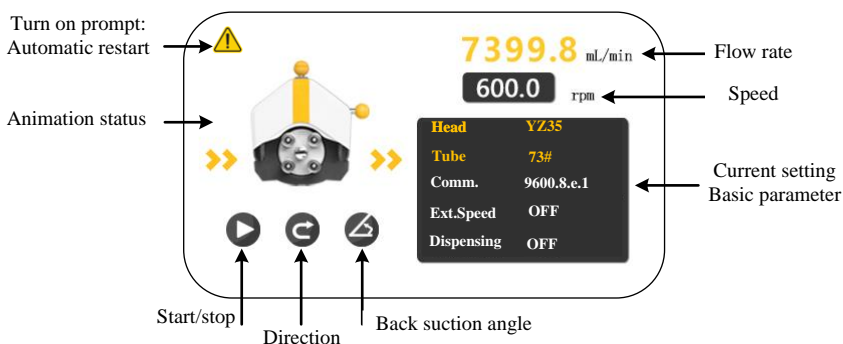 Turn on prompt:
Automatic restart
7399.8 mL/min
Flow rate
600.0 rpm
Speed
Animation status
Head YZ35
Tube 73#
Comm. 9600.8.e.1
Ext.Speed OFF
Dispensing OFF
Current setting
Basic parameter
Start/stop
Direction
Back suction angle